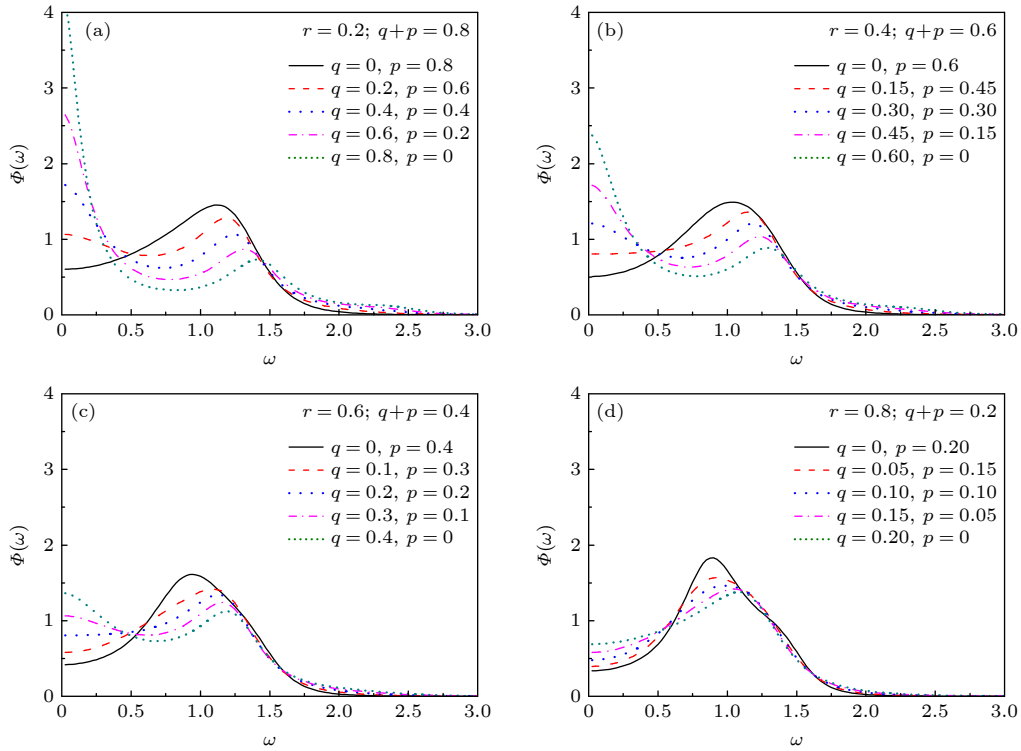 (a)
r = 0.2; q+p = 0.8
q = 0, p = 0.8
q = 0.2, p = 0.6
q = 0.4, p = 0.4
q = 0.6, p = 0.2
q = 0.8, p = 0
Φ(ω)
4
3
2
1
0
0 0.5 1.0 1.5 2.0 2.5 3.0
ω
(b)
r = 0.4; q+p = 0.6
q = 0, p = 0.6
q = 0.15, p = 0.45
q = 0.30, p = 0.30
q = 0.45, p = 0.15
q = 0.60, p = 0
Φ(ω)
4
3
2
1
0
0 0.5 1.0 1.5 2.0 2.5 3.0
ω
(c)
r = 0.6; q+p = 0.4
q = 0, p = 0.4
q = 0.1, p = 0.3
q = 0.2, p = 0.2
q = 0.3, p = 0.1
q = 0.4, p = 0
Φ(ω)
4
3
2
1
0
0 0.5 1.0 1.5 2.0 2.5 3.0
ω
(d)
r = 0.8; q+p = 0.2
q = 0, p = 0.20
q = 0.05, p = 0.15
q = 0.10, p = 0.10
q = 0.15, p = 0.05
q = 0.20, p = 0
Φ(ω)
4
3
2
1
0
0 0.5 1.0 1.5 2.0 2.5 3.0
ω